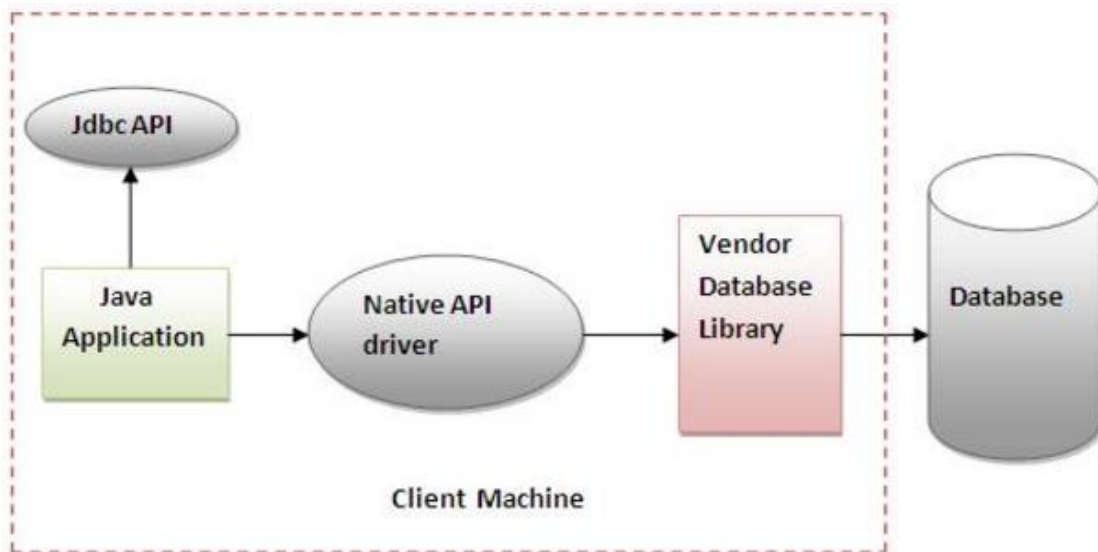 Jdbc API
Java
Application
Native API
driver
Vendor
Database
Library
Database
Client Machine